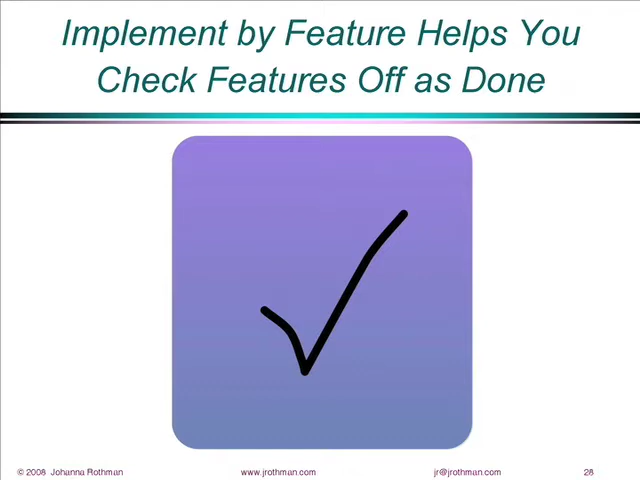 Implement by Feature Helps You
Check Features Off as Done
© 2008 Johanna Rothman www.jrothman.com jr@jrothman.com 28